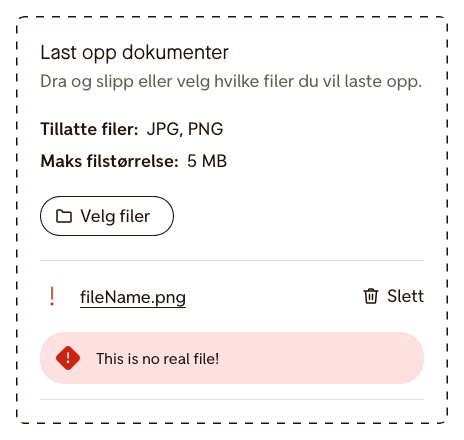 Last opp dokumenter
Dra og slipp eller velg hvilke filer du vil laste opp.
Tillatte filer: JPG, PNG
Maks filstørrelse: 5 MB
Velg filer
! fileName.png Slett
! This is no real file!